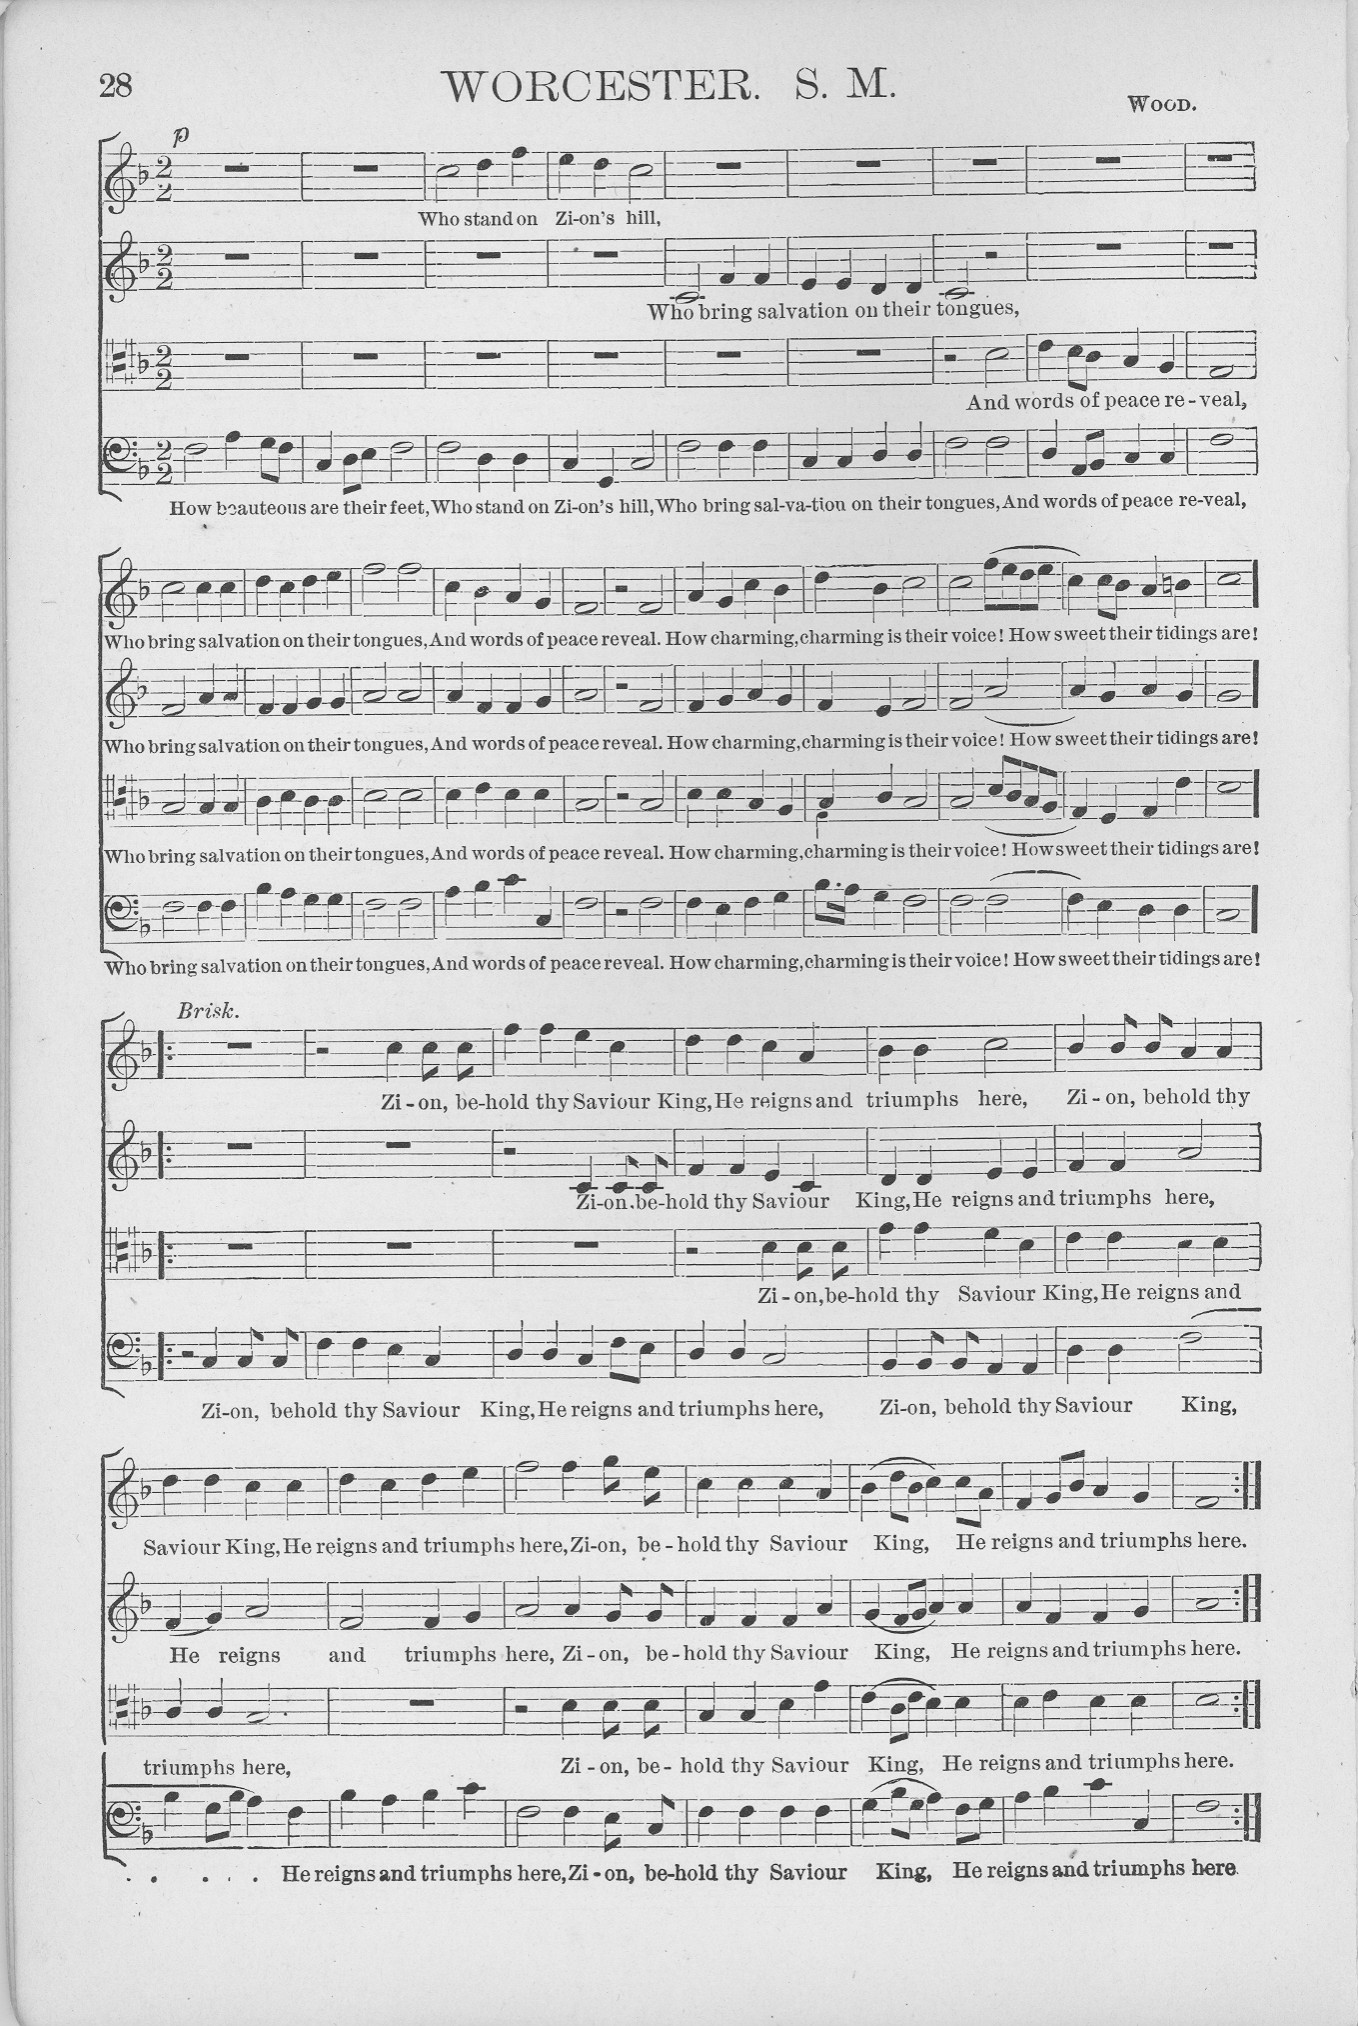 28
WORCESTER. S. M.
WOOD.
p
Who stand on Zi-on's hill,
Who bring salvation on their tongues,
And words of peace re-veal,
How beauteous are their feet, Who stand on Zi-on's hill, Who bring sal-va-tion on their tongues, And words of peace re-veal,
Who bring salvation on their tongues, And words of peace reveal. How charming, charming is their voice! How sweet their tidings are!
Who bring salvation on their tongues, And words of peace reveal. How charming, charming is their voice! How sweet their tidings are!
Who bring salvation on their tongues, And words of peace reveal. How charming, charming is their voice! How sweet their tidings are!
Who bring salvation on their tongues, And words of peace reveal. How charming, charming is their voice! How sweet their tidings are!
Brisk.
Zi-on, be-hold thy Saviour King, He reigns and triumphs here, Zi-on, behold thy
Zi-on, be-hold thy Saviour King, He reigns and triumphs here,
Zi-on, be-hold thy Saviour King, He reigns and
Zi-on, behold thy Saviour King, He reigns and triumphs here, Zi-on, behold thy Saviour King,
Saviour King, He reigns and triumphs here, Zi-on, be-hold thy Saviour King, He reigns and triumphs here.
He reigns and triumphs here, Zi-on, be-hold thy Saviour King, He reigns and triumphs here.
triumphs here, Zi-on, be-hold thy Saviour King, He reigns and triumphs here.
. . . . . He reigns and triumphs here, Zi-on, be-hold thy Saviour King, He reigns and triumphs here.